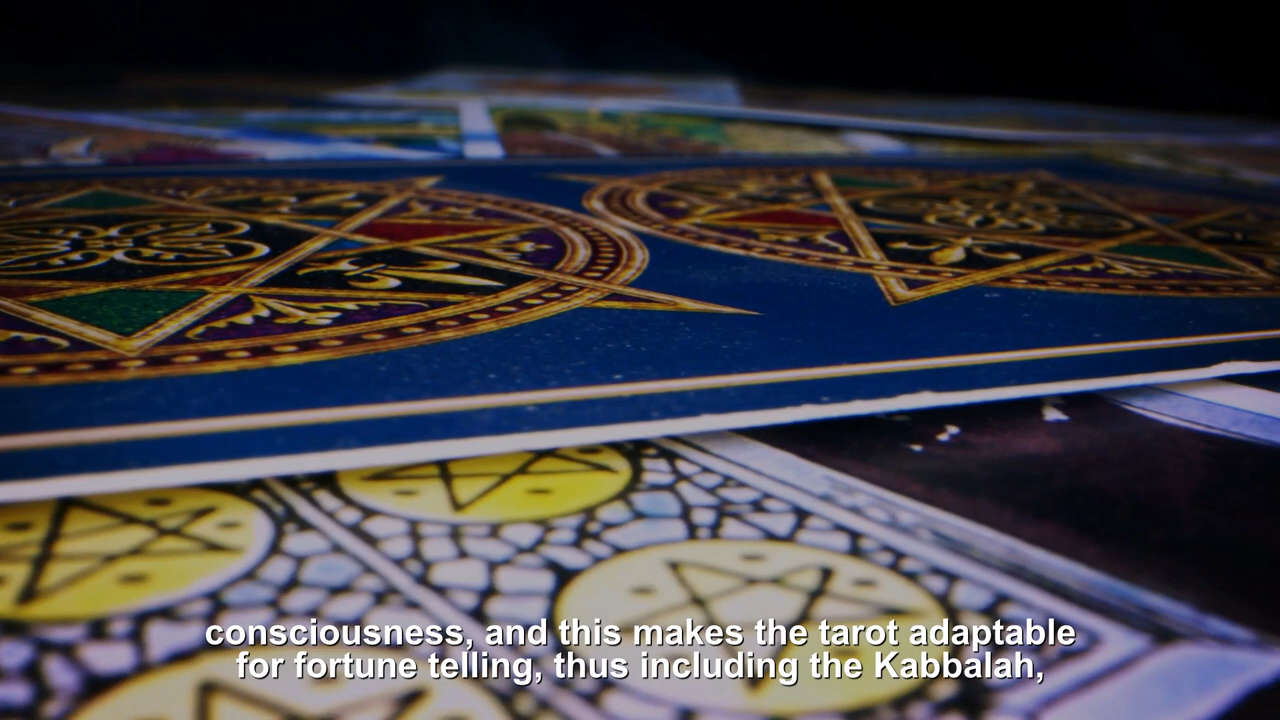 consciousness, and this makes the tarot adaptable
for fortune telling, thus including the Kabbalah,